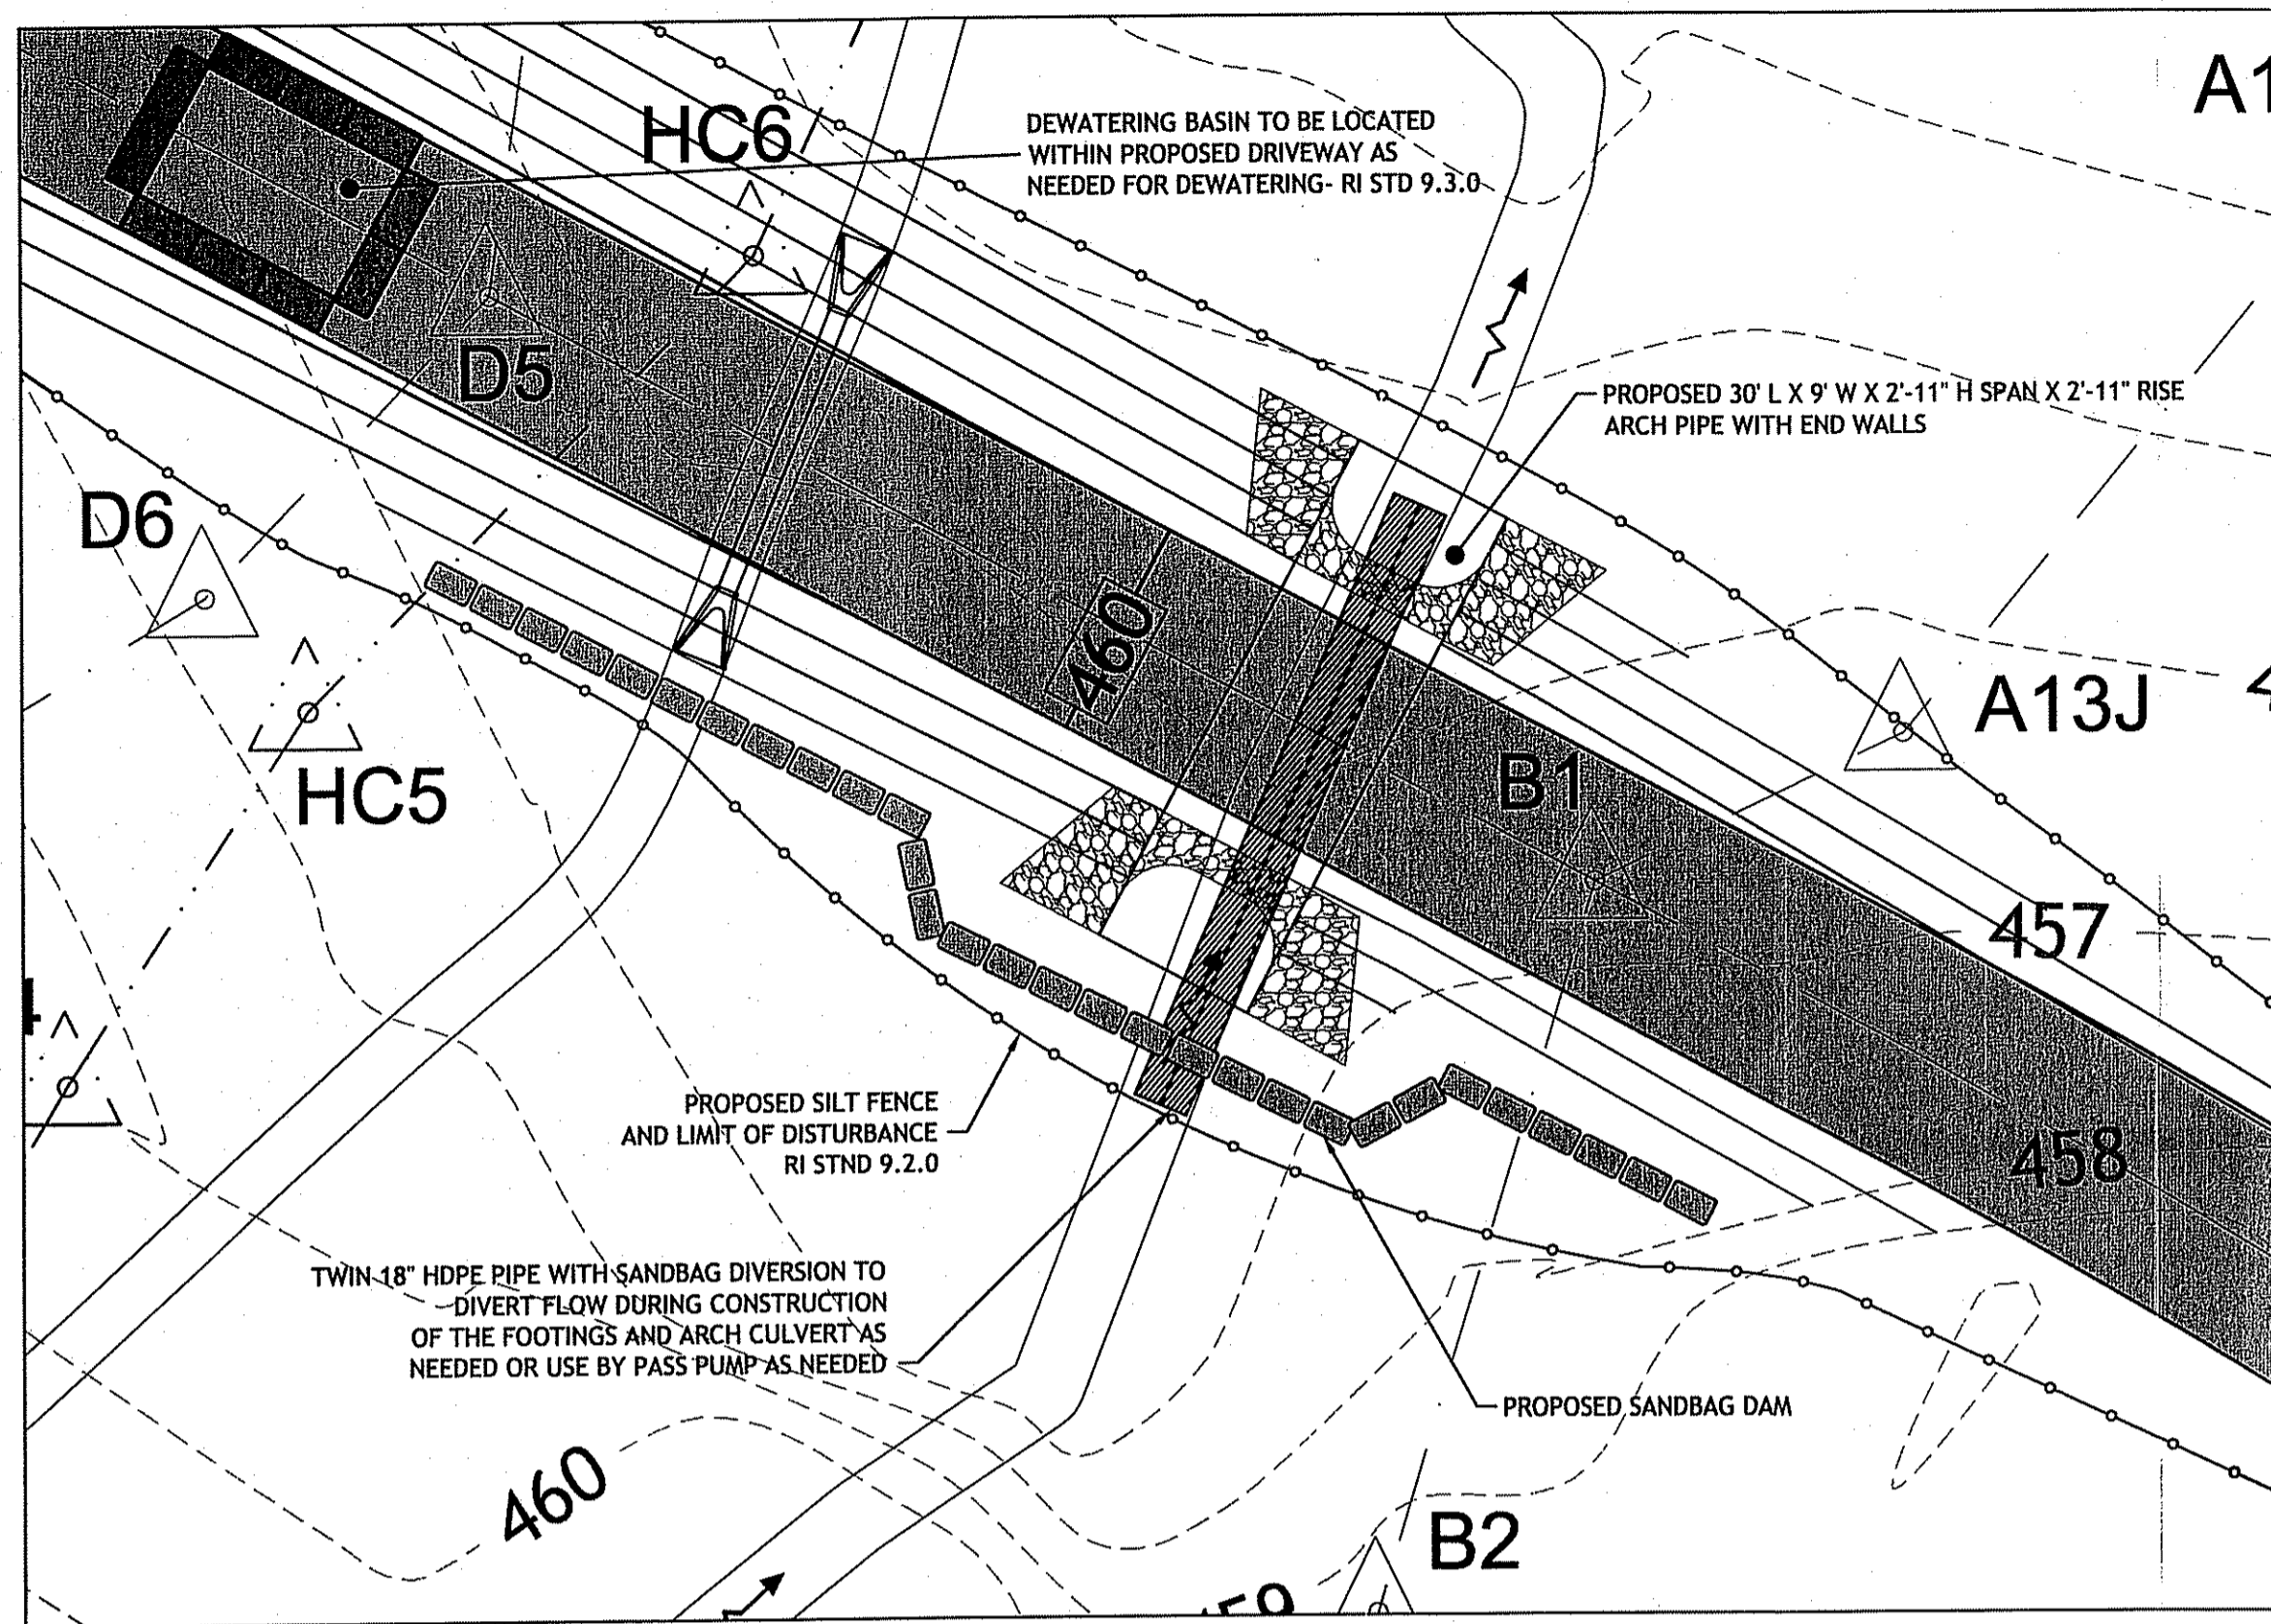 A1
HC6
DEWATERING BASIN TO BE LOCATED
WITHIN PROPOSED DRIVEWAY AS
NEEDED FOR DEWATERING- RI STD 9.3.0
D5
PROPOSED 30' L X 9' W X 2'-11" H SPAN X 2'-11" RISE
ARCH PIPE WITH END WALLS
D6
460
A13J
HC5
B1
457
PROPOSED SILT FENCE
AND LIMIT OF DISTURBANCE
RI STND 9.2.0
458
TWIN 18" HDPE PIPE WITH SANDBAG DIVERSION TO
DIVERT FLOW DURING CONSTRUCTION
OF THE FOOTINGS AND ARCH CULVERT AS
NEEDED OR USE BY PASS PUMP AS NEEDED
PROPOSED SANDBAG DAM
460
B2